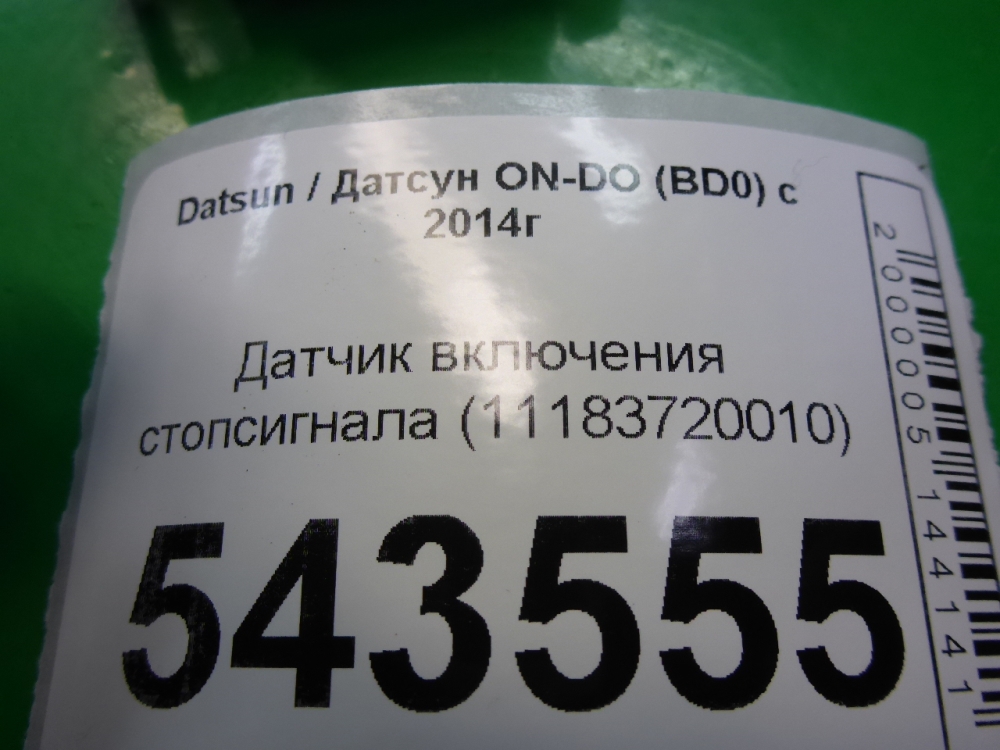 Datsun / Датсун ON-DO (BD0) с
2014г
Датчик включения
стопсигнала (11183720010)
543555
2000005144141